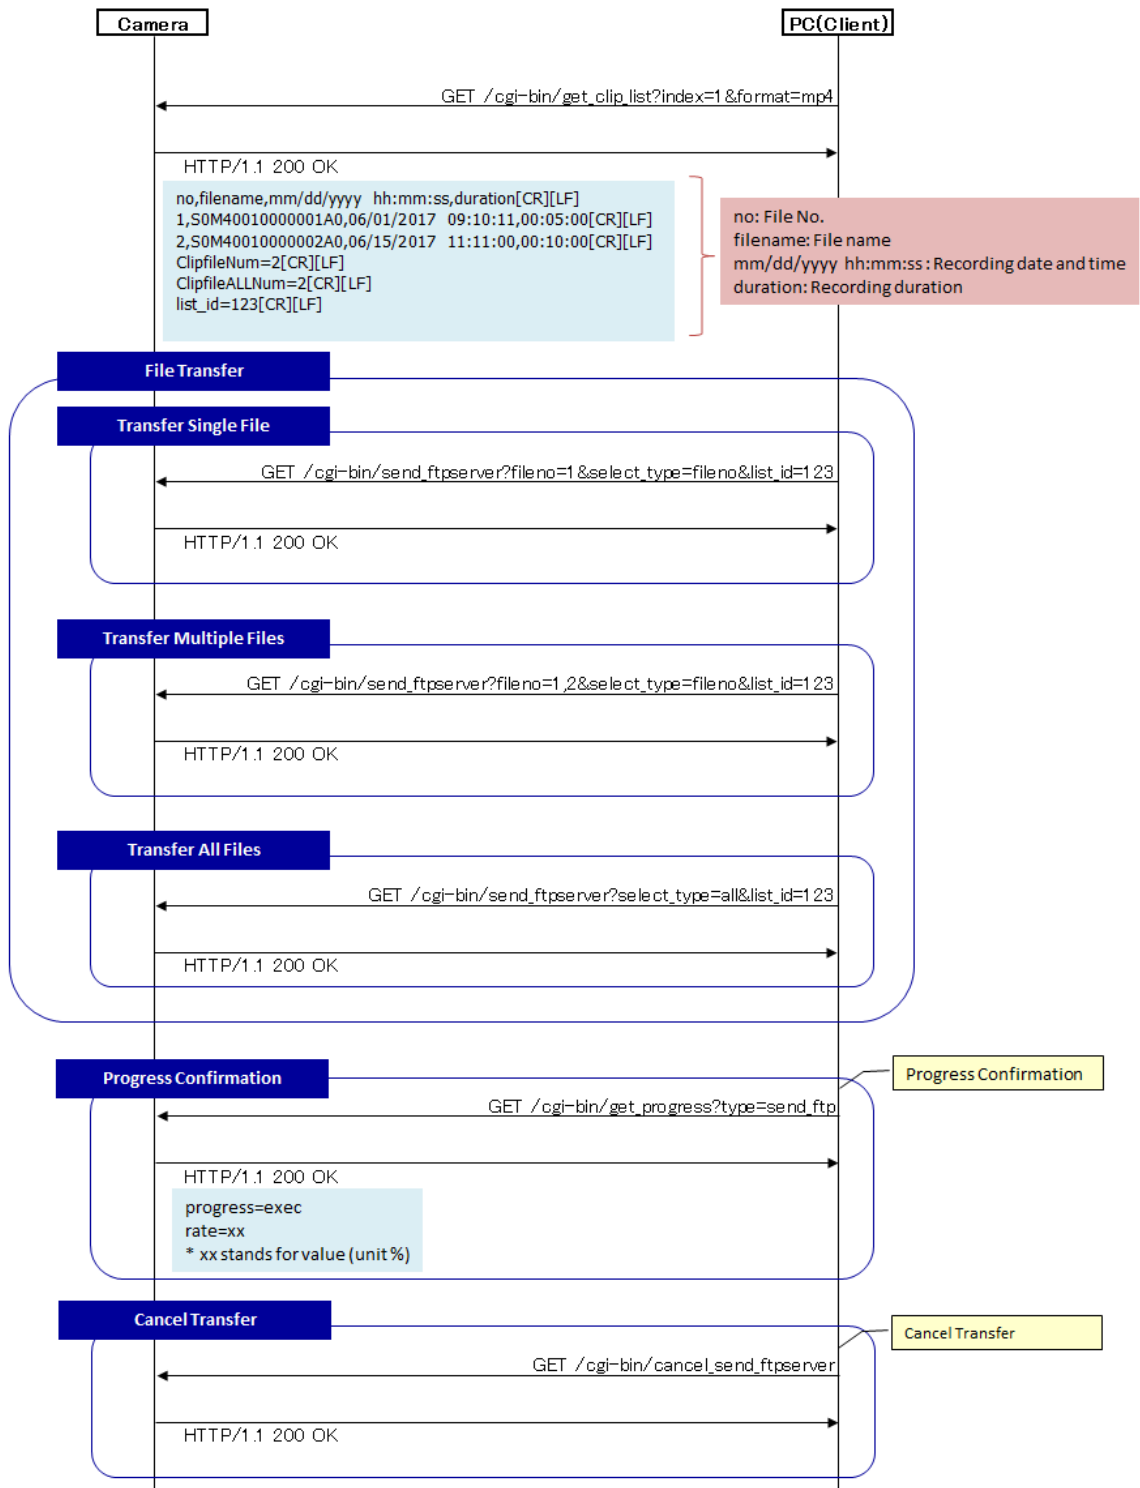 Camera
PC(Client)
GET /cgi-bin/get_clip_list?index=1&format=mp4
HTTP/1.1 200 OK
no,filename,mm/dd/yyyy hh:mm:ss,duration[CR][LF]
1,S0M40010000001A0,06/01/2017 09:10:11,00:05:00[CR][LF]
2,S0M40010000002A0,06/15/2017 11:11:00,00:10:00[CR][LF]
ClipfileNum=2[CR][LF]
ClipfileALLNum=2[CR][LF]
list_id=123[CR][LF]
no: File No.
filename: File name
mm/dd/yyyy hh:mm:ss : Recording date and time
duration: Recording duration
File Transfer
Transfer Single File
GET /cgi-bin/send_ftpserver?fileno=1&select_type=fileno&list_id=123
HTTP/1.1 200 OK
Transfer Multiple Files
GET /cgi-bin/send_ftpserver?fileno=1,2&select_type=fileno&list_id=123
HTTP/1.1 200 OK
Transfer All Files
GET /cgi-bin/send_ftpserver?select_type=all&list_id=123
HTTP/1.1 200 OK
Progress Confirmation
Progress Confirmation
GET /cgi-bin/get_progress?type=send_ftp
HTTP/1.1 200 OK
progress=exec
rate=xx
* xx stands for value (unit %)
Cancel Transfer
Cancel Transfer
GET /cgi-bin/cancel_send_ftpserver
HTTP/1.1 200 OK